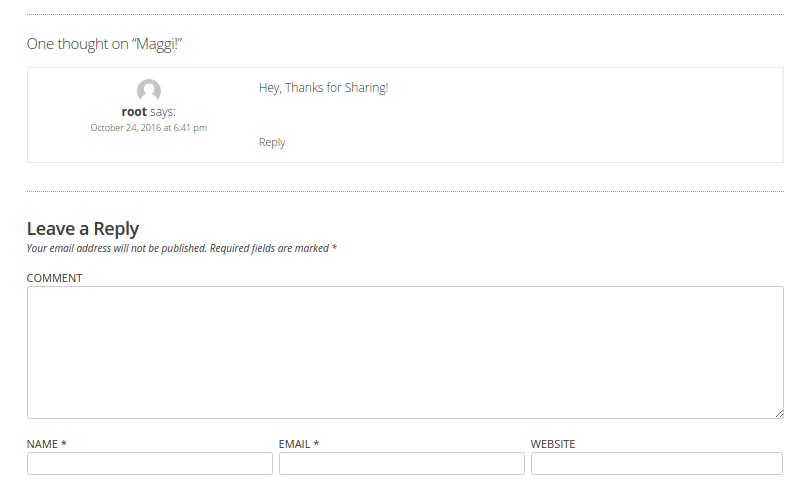 One thought on “Maggi!”
Hey, Thanks for Sharing!
root says:
October 24, 2016 at 6:41 pm
Reply
Leave a Reply
Your email address will not be published. Required fields are marked *
COMMENT
NAME * EMAIL * WEBSITE